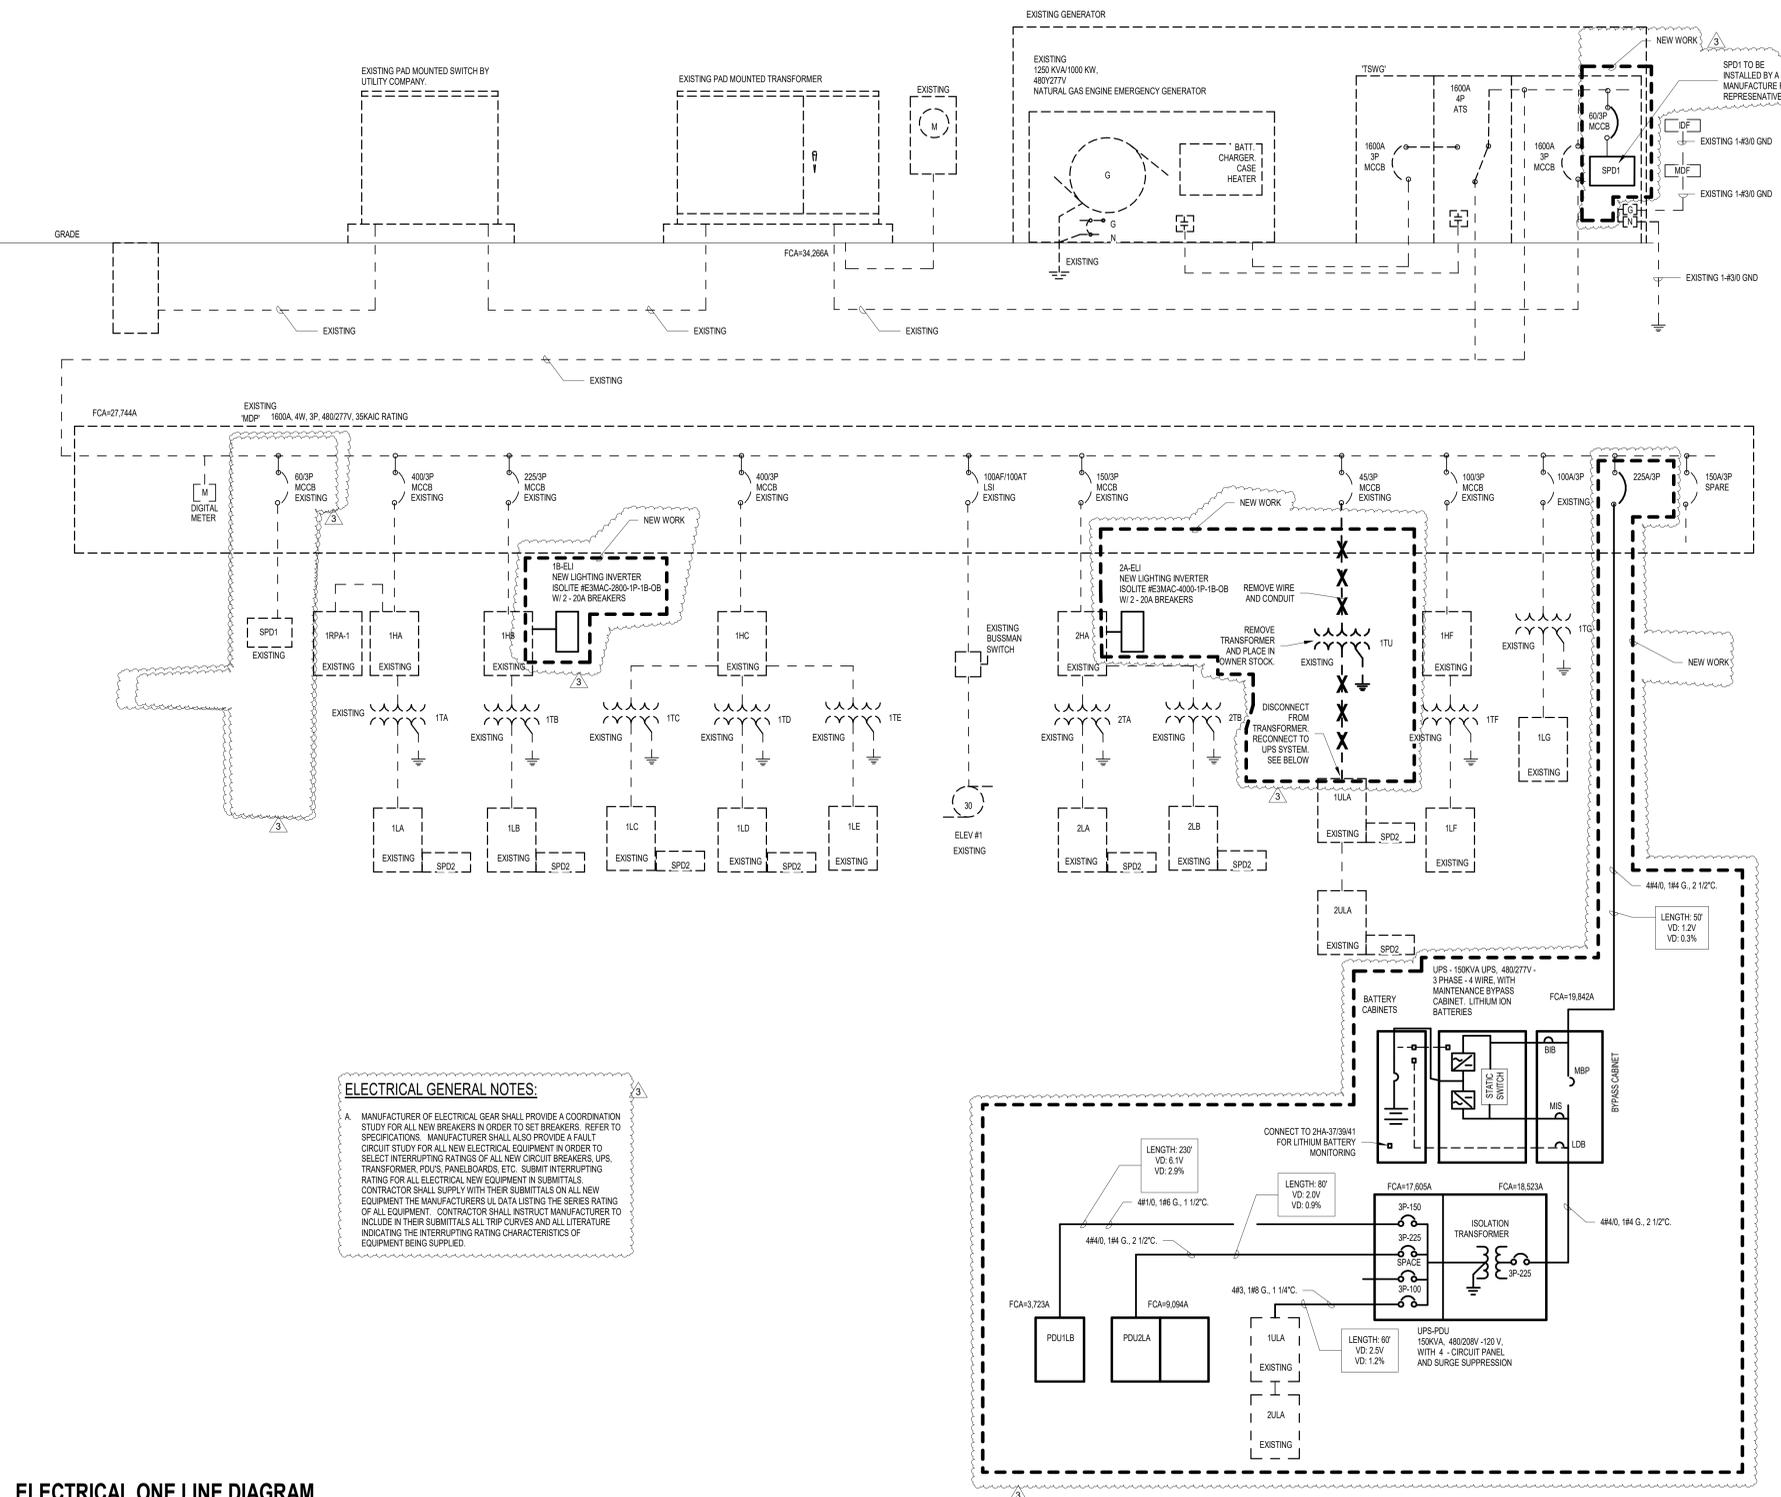 EXISTING GENERATOR
NEW WORK
3
EXISTING PAD MOUNTED SWITCH BY
UTILITY COMPANY.
EXISTING PAD MOUNTED TRANSFORMER
EXISTING
M
EXISTING
1250 KVA/1000 KW,
480Y277V
NATURAL GAS ENGINE EMERGENCY GENERATOR
G
BATT.
CHARGER.
CASE
HEATER
G
N
EXISTING
'TSWG'
1600A
4P
ATS
1600A
3P
MCCB
1600A
3P
MCCB
60/3P
MCCB
SPD1
G
N
SPD1 TO BE
INSTALLED BY A
MANUFACTURE
REPRESENATIVE
IDF
EXISTING 1-#3/0 GND
MDF
EXISTING 1-#3/0 GND
EXISTING 1-#3/0 GND
GRADE
FCA=34,266A
EXISTING
EXISTING
EXISTING
EXISTING
FCA=27,744A
EXISTING
'MDP' 1600A, 4W, 3P, 480/277V, 35KAIC RATING
M
DIGITAL
METER
60/3P
MCCB
EXISTING
3
400/3P
MCCB
EXISTING
225/3P
MCCB
EXISTING
400/3P
MCCB
EXISTING
100AF/100AT
LSI
EXISTING
150/3P
MCCB
EXISTING
45/3P
MCCB
EXISTING
100/3P
MCCB
EXISTING
100A/3P
EXISTING
225A/3P
150A/3P
SPARE
NEW WORK
NEW WORK
1B-ELI
NEW LIGHTING INVERTER
ISOLITE #E3MAC-2800-1P-1B-OB
W/ 2 - 20A BREAKERS
2A-ELI
NEW LIGHTING INVERTER
ISOLITE #E3MAC-4000-1P-1B-OB
W/ 2 - 20A BREAKERS
REMOVE WIRE
AND CONDUIT
REMOVE
TRANSFORMER
AND PLACE IN
OWNER STOCK.
1TU
EXISTING
DISCONNECT
FROM
TRANSFORMER.
RECONNECT TO
UPS SYSTEM.
SEE BELOW
SPD1
EXISTING
1RPA-1
EXISTING
1HA
EXISTING
1HB
EXISTING
3
1HC
EXISTING
EXISTING
BUSSMAN
SWITCH
2HA
EXISTING
1HF
EXISTING
1TG
EXISTING
NEW WORK
EXISTING
1TA
1TB
EXISTING
1TC
EXISTING
1TD
EXISTING
1TE
EXISTING
2TA
EXISTING
2TB
EXISTING
1TF
EXISTING
1LG
EXISTING
3
3
1LA
EXISTING
SPD2
1LB
EXISTING
SPD2
1LC
EXISTING
SPD2
1LD
EXISTING
SPD2
1LE
EXISTING
30
ELEV #1
EXISTING
2LA
EXISTING
SPD2
2LB
EXISTING
SPD2
1ULA
EXISTING
SPD2
1LF
EXISTING
2ULA
EXISTING
SPD2
4#4/0, 1#4 G., 2 1/2"C.
LENGTH: 50'
VD: 1.2V
VD: 0.3%
UPS - 150KVA UPS, 480/277V -
3 PHASE - 4 WIRE, WITH
MAINTENANCE BYPASS
CABINET. LITHIUM ION
BATTERIES
BATTERY
CABINETS
FCA=19,842A
STATIC
SWITCH
BIB
MBP
MIS
LDB
BYPASS CABINET
CONNECT TO 2HA-37/39/41
FOR LITHIUM BATTERY
MONITORING
ELECTRICAL GENERAL NOTES:
3
A. MANUFACTURER OF ELECTRICAL GEAR SHALL PROVIDE A COORDINATION
STUDY FOR ALL NEW BREAKERS IN ORDER TO SET BREAKERS. REFER TO
SPECIFICATIONS. MANUFACTURER SHALL ALSO PROVIDE A FAULT
CIRCUIT STUDY FOR ALL NEW ELECTRICAL EQUIPMENT IN ORDER TO
SELECT INTERRUPTING RATINGS OF ALL NEW CIRCUIT BREAKERS, UPS,
TRANSFORMER, PDU'S, PANELBOARDS, ETC. SUBMIT INTERRUPTING
RATING FOR ALL ELECTRICAL NEW EQUIPMENT IN SUBMITTALS.
CONTRACTOR SHALL SUPPLY WITH THEIR SUBMITTALS ON ALL NEW
EQUIPMENT THE MANUFACTURERS UL DATA LISTING THE SERIES RATING
OF ALL EQUIPMENT. CONTRACTOR SHALL INSTRUCT MANUFACTURER TO
INCLUDE IN THEIR SUBMITTALS ALL TRIP CURVES AND ALL LITERATURE
INDICATING THE INTERRUPTING RATING CHARACTERISTICS OF
EQUIPMENT BEING SUPPLIED.
LENGTH: 230'
VD: 6.1V
VD: 2.9%
4#1/0, 1#6 G., 1 1/2"C.
LENGTH: 80'
VD: 2.0V
VD: 0.9%
4#4/0, 1#4 G., 2 1/2"C.
FCA=17,605A
FCA=18,523A
3P-150
3P-225
SPACE
3P-100
ISOLATION
TRANSFORMER
3P-225
4#4/0, 1#4 G., 2 1/2"C.
4#3, 1#8 G., 1 1/4"C.
FCA=3,723A
FCA=9,094A
PDU1LB
PDU2LA
1ULA
EXISTING
2ULA
EXISTING
LENGTH: 60'
VD: 2.5V
VD: 1.2%
UPS-PDU
150KVA, 480/208V -120 V,
WITH 4 - CIRCUIT PANEL
AND SURGE SUPPRESSION
3
ELECTRICAL ONE LINE DIAGRAM